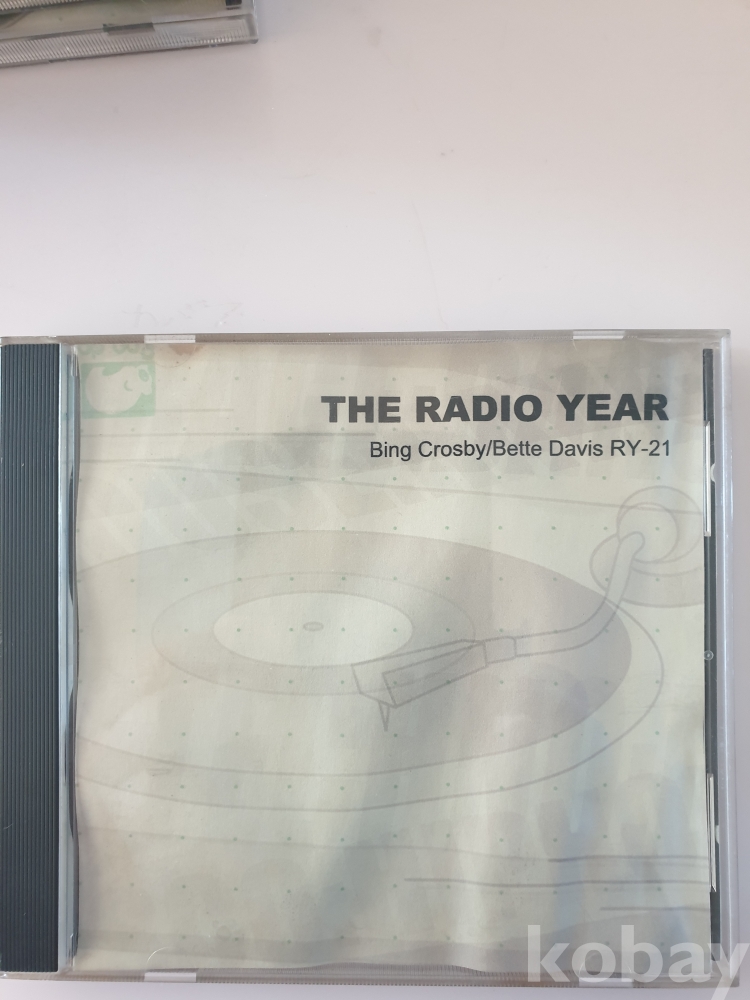 THE RADIO YEAR
Bing Crosby/Bette Davis RY-21
kobay